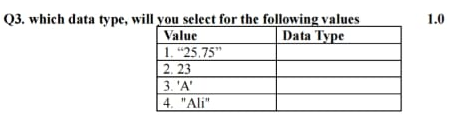 Q3. which data type, will you select for the following values 1.0
Value Data Type
1. “25.75”
2. 23
3. 'A'
4. "Ali"